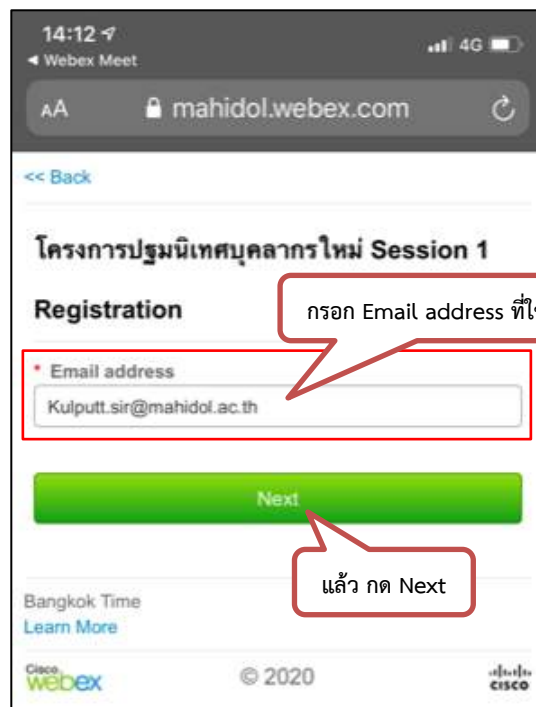 14:12
◄ Webex Meet
4G
AA mahidol.webex.com
<< Back
โครงการปฐมนิเทศบุคลากรใหม่ Session 1
Registration
กรอก Email address ที่ใช
* Email address
Kulputt.sir@mahidol.ac.th
Next
แล้ว กด Next
Bangkok Time
Learn More
Cisco
webex
© 2020
CISCO